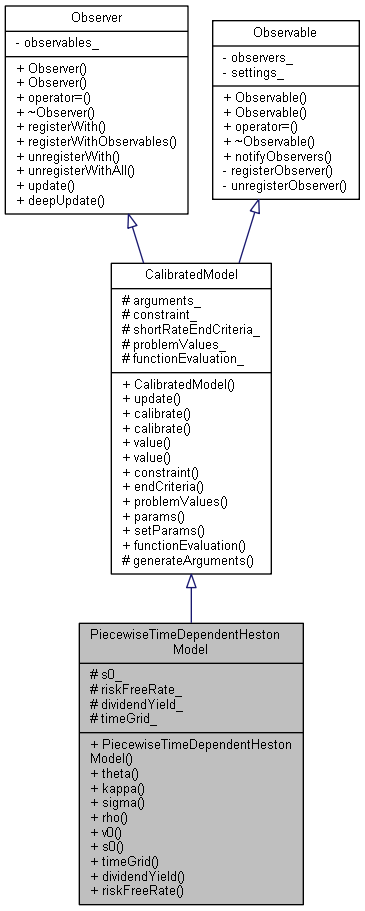 Observer
- observables_
+ Observer()
+ Observer()
+ operator=()
+ ~Observer()
+ registerWith()
+ registerWithObservables()
+ unregisterWith()
+ unregisterWithAll()
+ update()
+ deepUpdate()
Observable
- observers_
- settings_
+ Observable()
+ Observable()
+ operator=()
+ ~Observable()
+ notifyObservers()
- registerObserver()
- unregisterObserver()
CalibratedModel
# arguments_
# constraint_
# shortRateEndCriteria_
# problemValues_
# functionEvaluation_
+ CalibratedModel()
+ update()
+ calibrate()
+ calibrate()
+ value()
+ value()
+ constraint()
+ endCriteria()
+ problemValues()
+ params()
+ setParams()
+ functionEvaluation()
# generateArguments()
PiecewiseTimeDependentHeston
Model
# s0_
# riskFreeRate_
# dividendYield_
# timeGrid_
+ PiecewiseTimeDependentHeston
Model()
+ theta()
+ kappa()
+ sigma()
+ rho()
+ v0()
+ s0()
+ timeGrid()
+ dividendYield()
+ riskFreeRate()